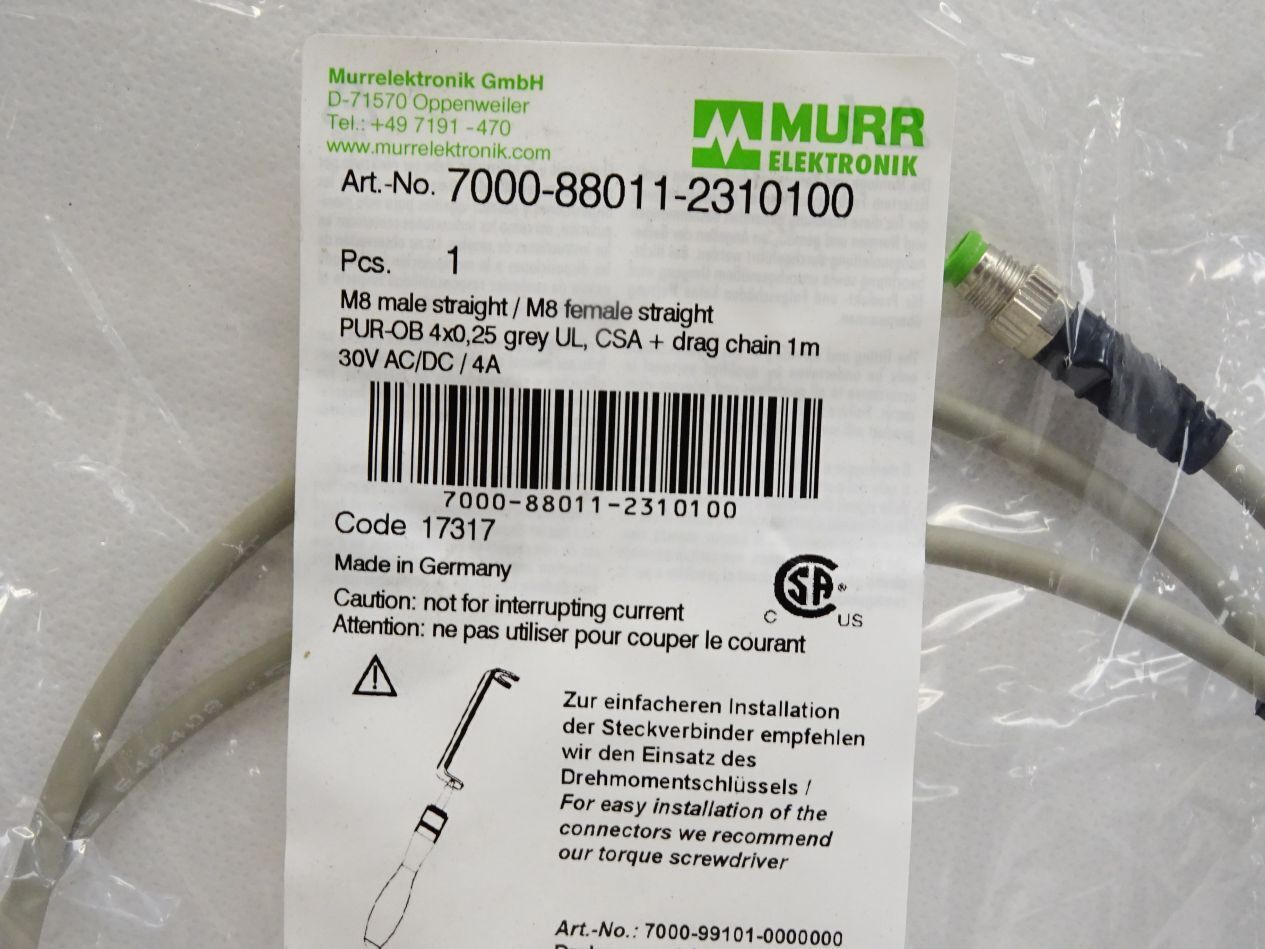 Murrelektronik GmbH
D-71570 Oppenweiler
Tel.: +49 7191 -470
www.murrelektronik.com
MURR
ELEKTRONIK
Art.-No. 7000-88011-2310100
Pcs. 1
M8 male straight / M8 female straight
PUR-OB 4x0,25 grey UL, CSA + drag chain 1m
30V AC/DC / 4A
7000-88011-2310100
Code 17317
Made in Germany
Caution: not for interrupting current
Attention: ne pas utiliser pour couper le courant
C SA ® US
Zur einfacheren Installation
der Steckverbinder empfehlen
wir den Einsatz des
Drehmomentschlüssels /
For easy installation of the
connectors we recommend
our torque screwdriver
Art.-No.: 7000-99101-0000000